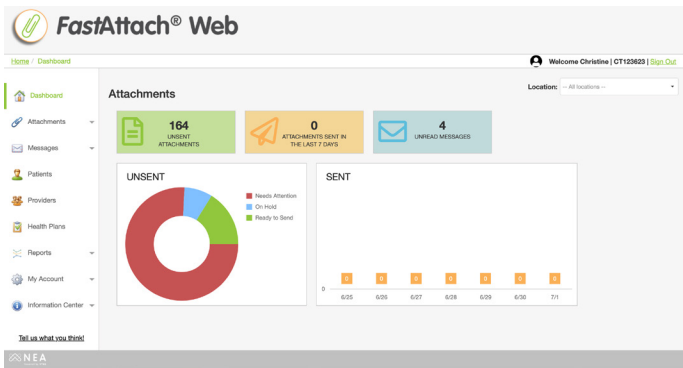 FastAttach® Web
Home / Dashboard
Welcome Christine | CT123623 | Sign Out
Location: -- All locations --
Dashboard
Attachments
Messages
Patients
Providers
Health Plans
Reports
My Account
Information Center
Tell us what you think!
Attachments
164
UNSENT
ATTACHMENTS
0
ATTACHMENTS SENT IN
THE LAST 7 DAYS
4
UNREAD MESSAGES
UNSENT
Needs Attention
On Hold
Ready to Send
SENT
0 0 0 0 0 0 0
0
6/25 6/26 6/27 6/28 6/29 6/30 7/1
NEA